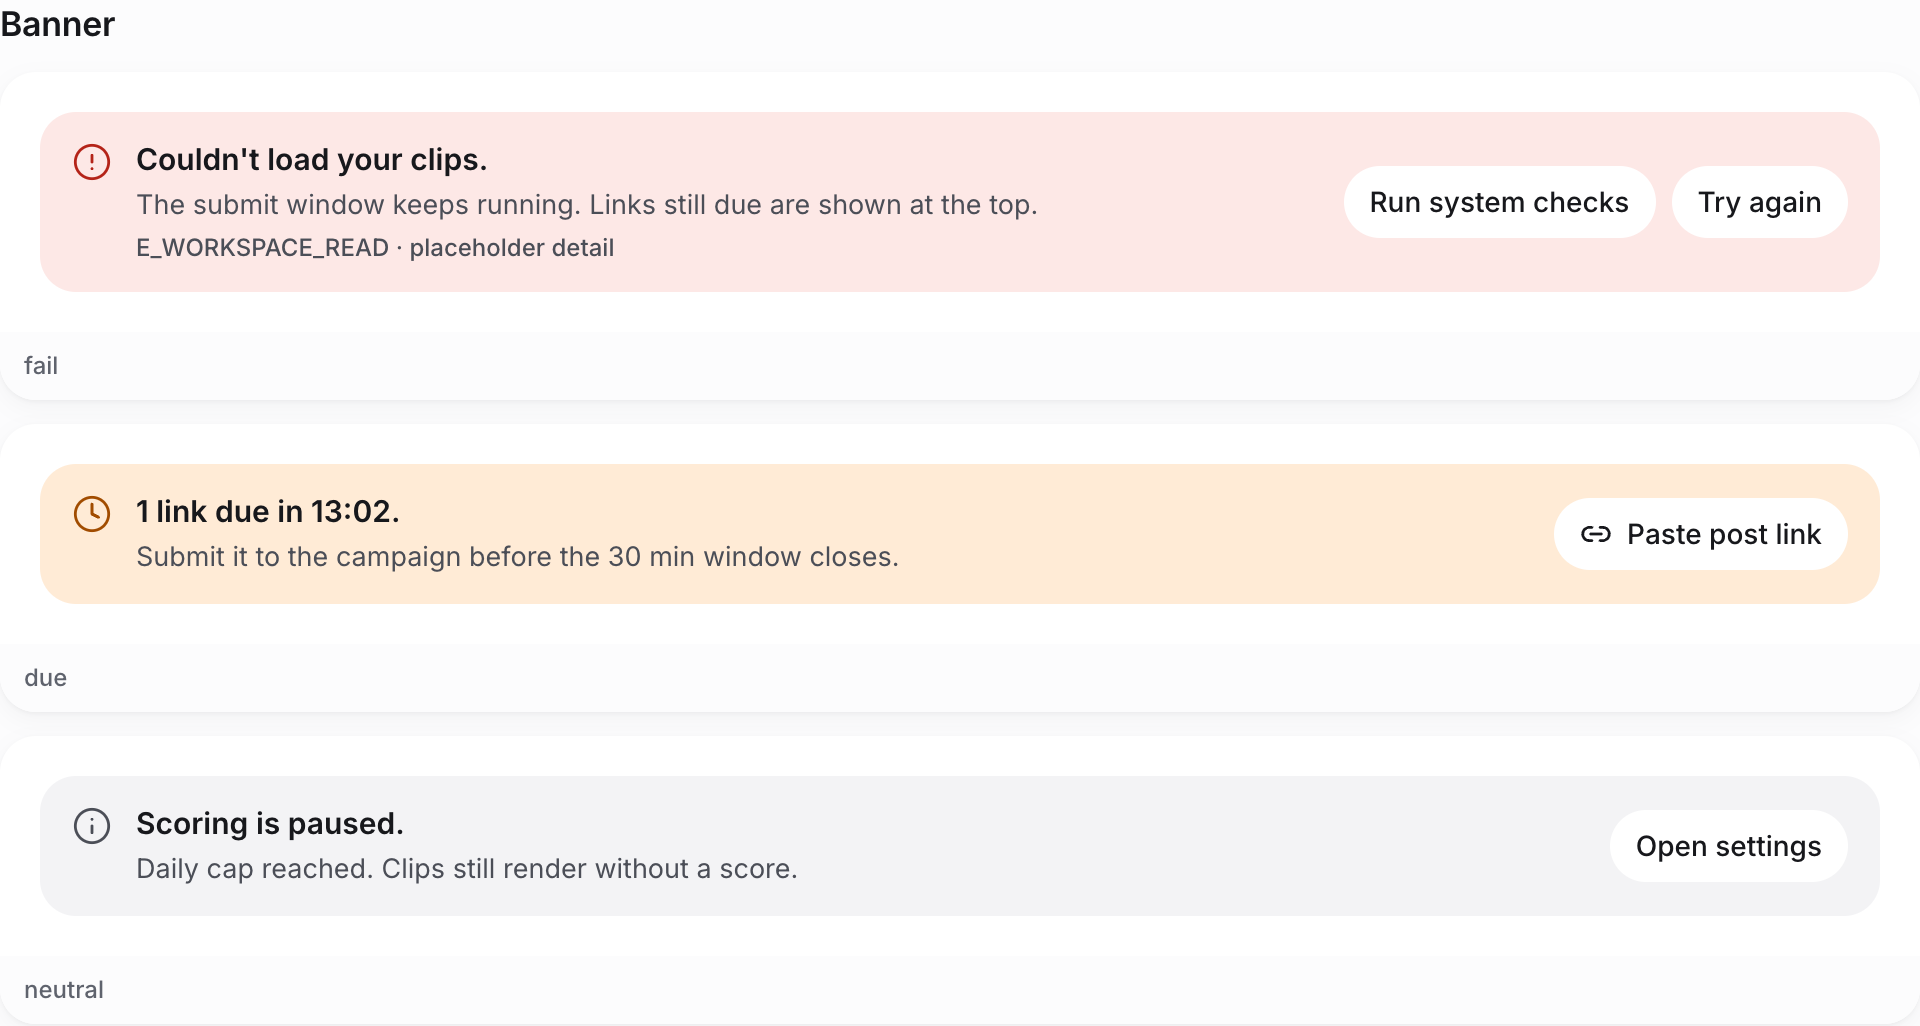 Banner
Couldn't load your clips.
The submit window keeps running. Links still due are shown at the top.
E_WORKSPACE_READ · placeholder detail
Run system checks
Try again
fail
1 link due in 13:02.
Submit it to the campaign before the 30 min window closes.
Paste post link
due
Scoring is paused.
Daily cap reached. Clips still render without a score.
Open settings
neutral